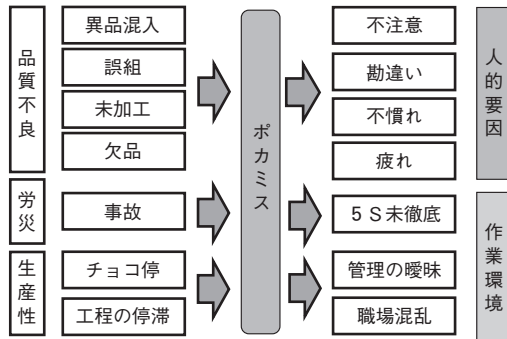 品質不良
異品混入
誤組
未加工
欠品
労災
事故
生産性
チョコ停
工程の停滞
ポカミス
不注意
勘違い
不慣れ
疲れ
人的要因
5S未徹底
管理の曖昧
職場混乱
作業環境